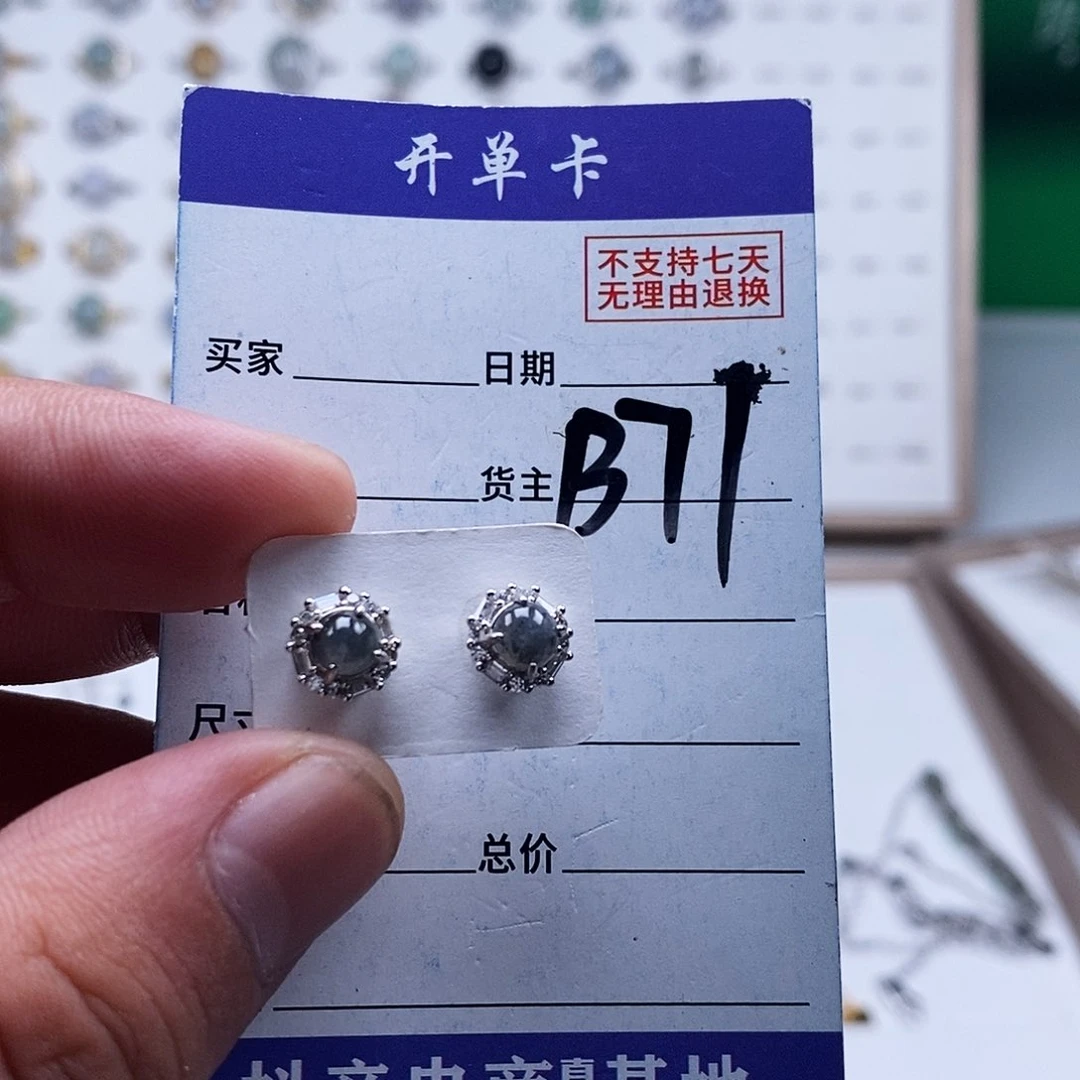 开单卡
不支持七天
无理由退换
买家 日期
货主 B71
总价